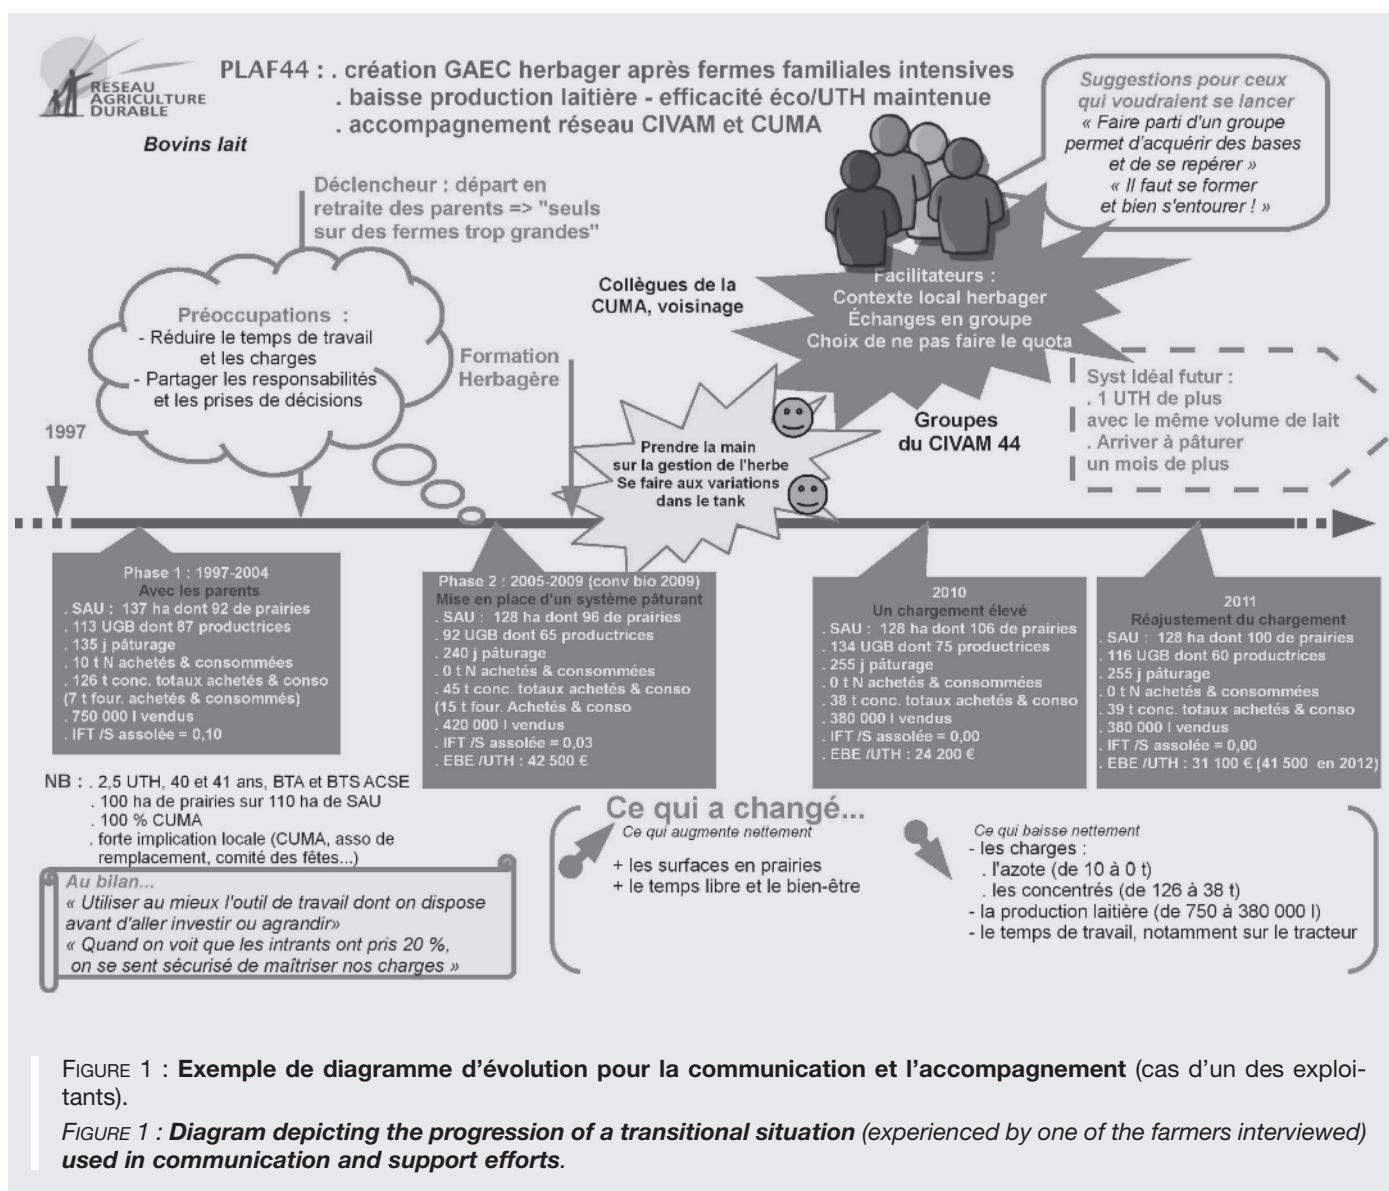 RESEAU
AGRICULTURE
DURABLE
Bovins lait
PLAF44 : . création GAEC herbager après fermes familiales intensives
. baisse production laitière - efficacité éco/UTH maintenue
. accompagnement réseau CIVAM et CUMA
Suggestions pour ceux
qui voudraient se lancer
« Faire parti d'un groupe
permet d'acquérir des bases
et de se repérer »
« Il faut se former
et bien s'entourer ! »
Déclencheur : départ en
retraite des parents => "seuls
sur des fermes trop grandes"
Préoccupations :
- Réduire le temps de travail
et les charges
- Partager les responsabilités
et les prises de décisions
1997
Formation
Herbagère
Collègues de la
CUMA, voisinage
Facilitateurs :
Contexte local herbager
Échanges en groupe
Choix de ne pas faire le quota
Groupes
du CIVAM 44
Prendre la main
sur la gestion de l'herbe
Se faire aux variations
dans le tank
Syst Idéal futur :
. 1 UTH de plus
avec le même volume de lait
. Arriver à pâturer
un mois de plus
Phase 1 : 1997-2004
Avec les parents
. SAU : 137 ha dont 92 de prairies
. 113 UGB dont 87 productrices
. 135 j pâturage
. 10 t N achetés & consommées
. 126 t conc. totaux achetés & conso
(7 t four. achetés & consommés)
. 750 000 l vendus
. IFT /S assolée = 0,10
Phase 2 : 2005-2009 (conv bio 2009)
Mise en place d'un système pâturant
. SAU : 128 ha dont 96 de prairies
. 92 UGB dont 65 productrices
. 240 j pâturage
. 0 t N achetés & consommées
. 45 t conc. totaux achetés & conso
(15 t four. Achetés & conso
. 420 000 l vendus
. IFT /S assolée = 0,03
. EBE /UTH : 42 500 €
2010
Un chargement élevé
. SAU : 128 ha dont 106 de prairies
. 134 UGB dont 75 productrices
. 255 j pâturage
. 0 t N achetés & consommées
. 38 t conc. totaux achetés & conso
. 380 000 l vendus
. IFT /S assolée = 0,00
. EBE /UTH : 24 200 €
2011
Réajustement du chargement
. SAU : 128 ha dont 100 de prairies
. 116 UGB dont 60 productrices
. 255 j pâturage
. 0 t N achetés & consommées
. 39 t conc. totaux achetés & conso
. 380 000 l vendus
. IFT /S assolée = 0,00
. EBE /UTH : 31 100 € (41 500 en 2012)
NB : . 2,5 UTH, 40 et 41 ans, BTA et BTS ACSE
. 100 ha de prairies sur 110 ha de SAU
. 100 % CUMA
. forte implication locale (CUMA, asso de
remplacement, comité des fêtes...)
Au bilan...
« Utiliser au mieux l'outil de travail dont on dispose
avant d'aller investir ou agrandir»
« Quand on voit que les intrants ont pris 20 %,
on se sent sécurisé de maîtriser nos charges »
Ce qui a changé...
Ce qui augmente nettement
+ les surfaces en prairies
+ le temps libre et le bien-être
Ce qui baisse nettement
- les charges :
. l'azote (de 10 à 0 t)
. les concentrés (de 126 à 38 t)
- la production laitière (de 750 à 380 000 l)
- le temps de travail, notamment sur le tracteur
FIGURE 1 : Exemple de diagramme d'évolution pour la communication et l'accompagnement (cas d'un des exploi-
tants).
FIGURE 1 : Diagram depicting the progression of a transitional situation (experienced by one of the farmers interviewed)
used in communication and support efforts.